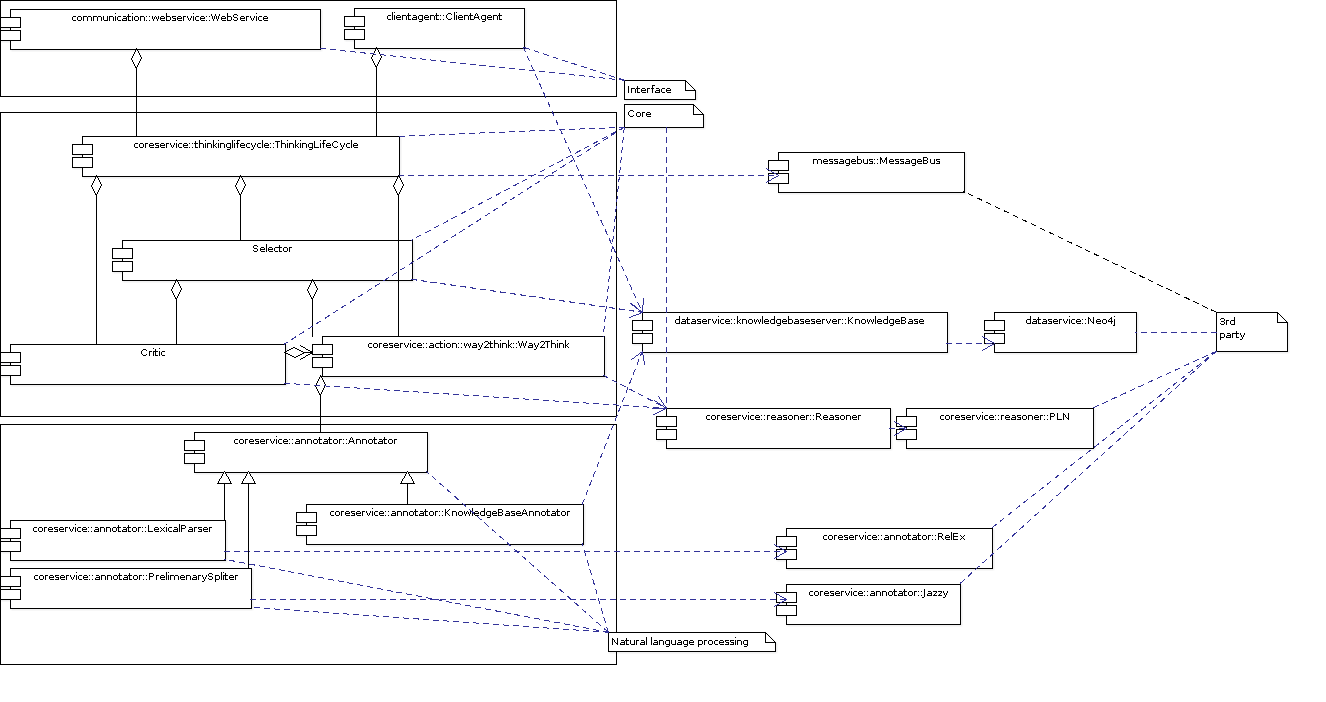 communication::webservice::WebService
clientagent::ClientAgent
Interface
Core
coreservice::thinkinglifecycle::ThinkingLifeCycle
messagebus::MessageBus
Selector
dataservice::knowledgebaseserver::KnowledgeBase
dataservice::Neo4j
3rd
party
Critic
coreservice::action::way2think::Way2Think
coreservice::reasoner::Reasoner
coreservice::reasoner::PLN
coreservice::annotator::Annotator
coreservice::annotator::KnowledgeBaseAnnotator
coreservice::annotator::LexicalParser
coreservice::annotator::RelEx
coreservice::annotator::PrelimenarySpliter
coreservice::annotator::Jazzy
Natural language processing